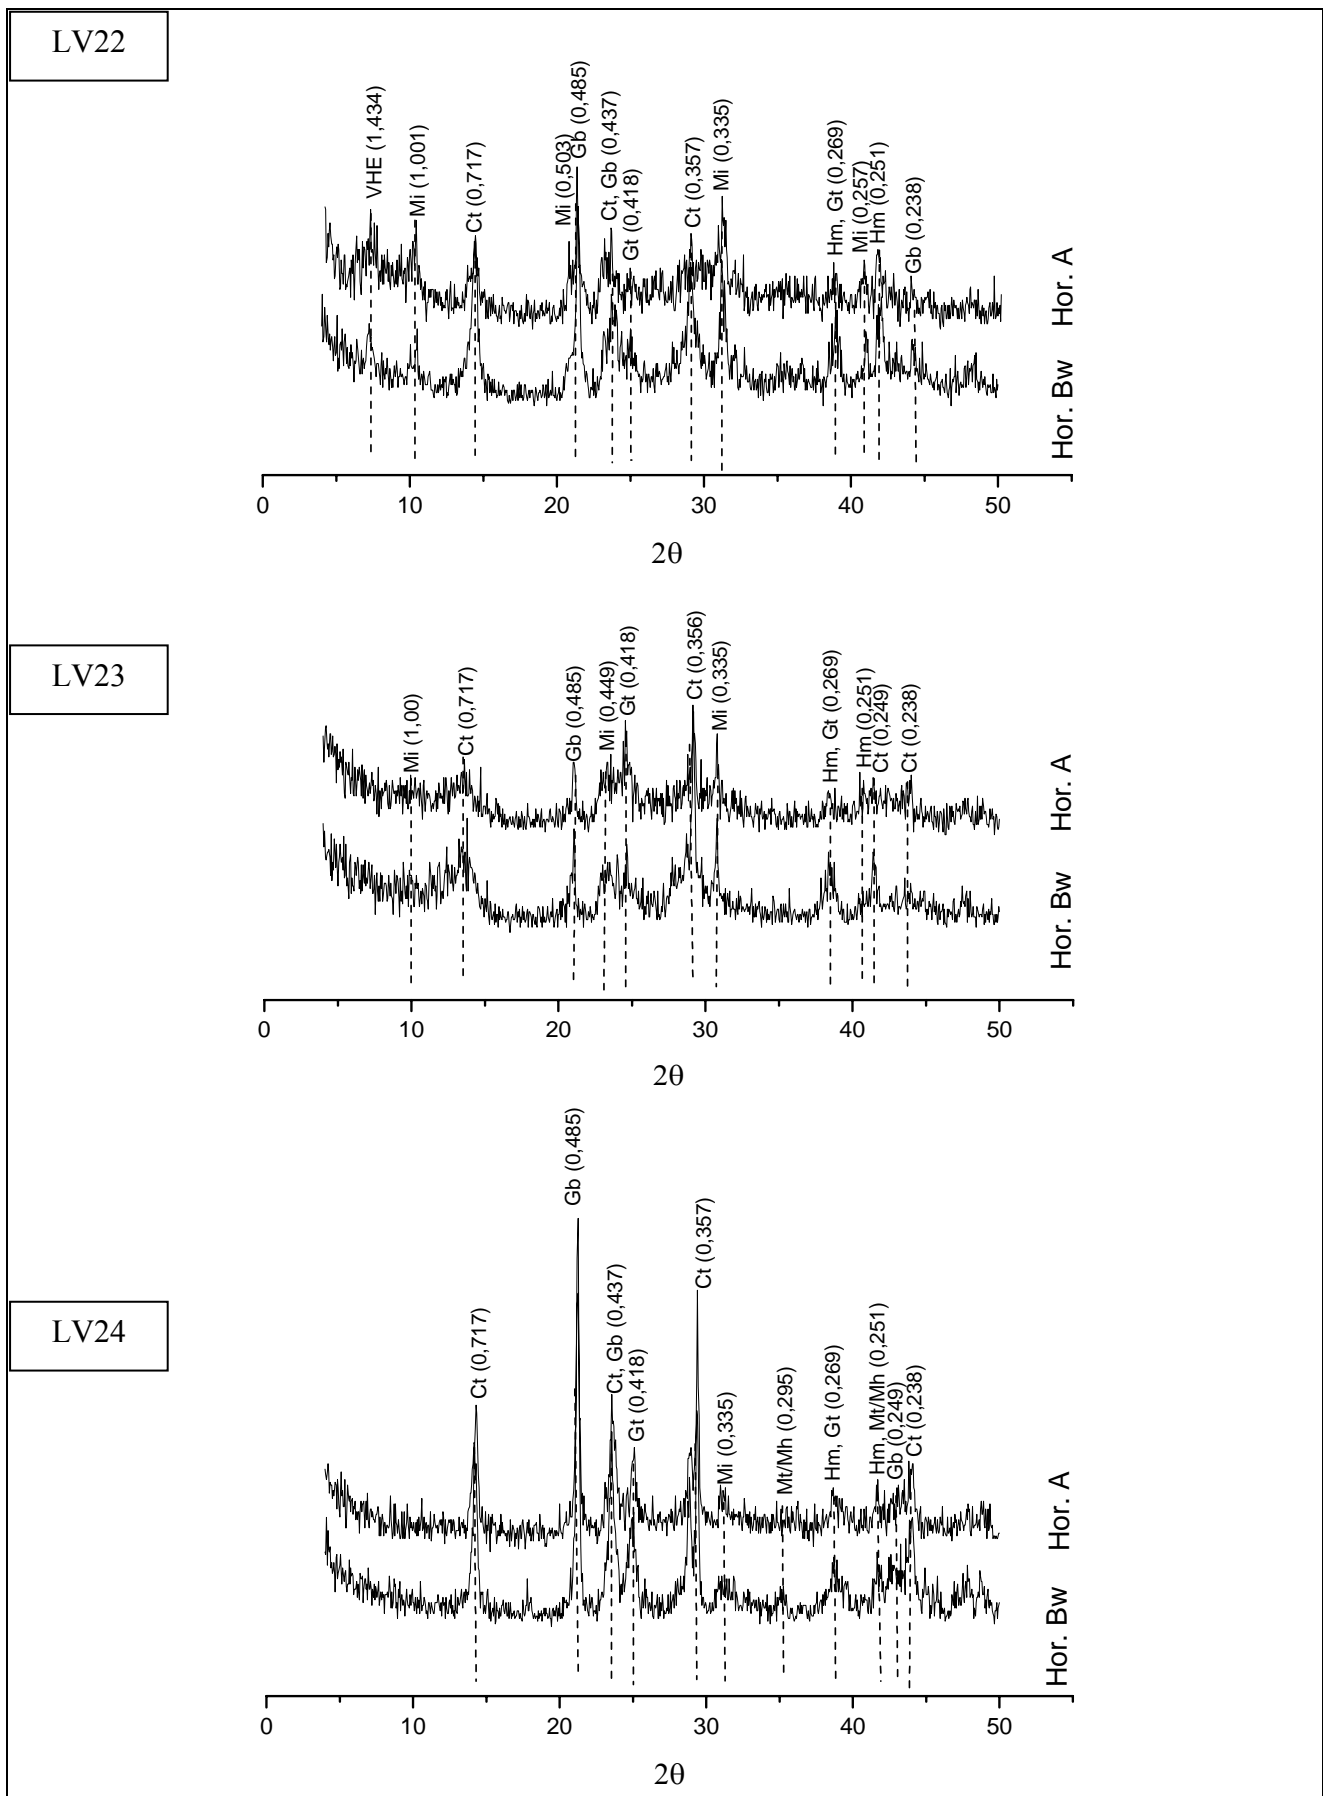 LV22
VHE (1,434)
Mi (1,001)
Ct (0,717)
Mi (0,503)
Gb (0,485)
Ct, Gb (0,437)
Gt (0,418)
Ct (0,357)
Mi (0,335)
Hm, Gt (0,269)
Mi (0,257)
Hm (0,251)
Gb (0,238)
Hor. A
Hor. Bw
0 10 20 30 40 50
2θ
LV23
Mi (1,00)
Ct (0,717)
Gb (0,485)
Mi (0,449)
Gt (0,418)
Ct (0,356)
Mi (0,335)
Hm, Gt (0,269)
Hm (0,251)
Ct (0,249)
Ct (0,238)
Hor. A
Hor. Bw
0 10 20 30 40 50
2θ
LV24
Ct (0,717)
Gb (0,485)
Ct, Gb (0,437)
Gt (0,418)
Ct (0,357)
Mi (0,335)
Mt/Mh (0,295)
Hm, Gt (0,269)
Hm, Mt/Mh (0,251)
Gb (0,249)
Ct (0,238)
Hor. A
Hor. Bw
0 10 20 30 40 50
2θ